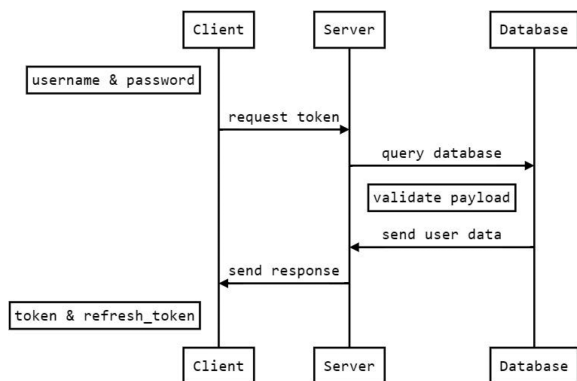 Client
Server
Database
username & password
request token
query database
validate payload
send user data
send response
token & refresh_token
Client
Server
Database